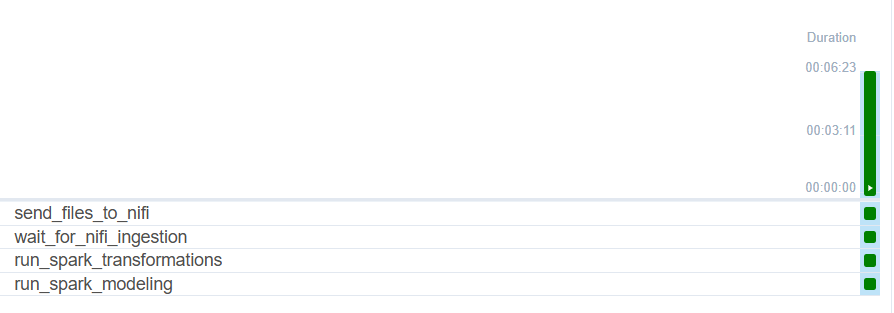 Duration
00:06:23
00:03:11
00:00:00
send_files_to_nifi
wait_for_nifi_ingestion
run_spark_transformations
run_spark_modeling